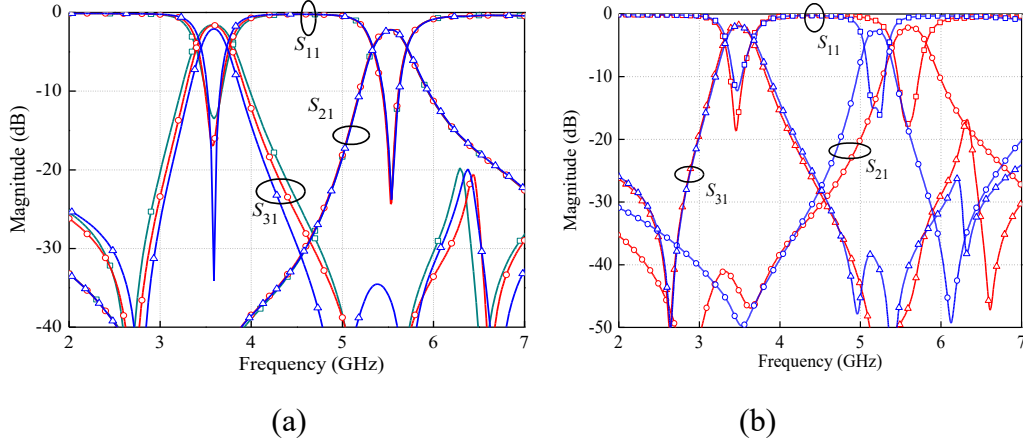 0
-10
-20
-30
-40
Magnitude (dB)
S11
S21
S31
2 3 4 5 6 7
Frequency (GHz)
(a)
0
-10
-20
-30
-40
-50
Magnitude (dB)
S11
S21
S31
2 3 4 5 6 7
Frequency (GHz)
(b)